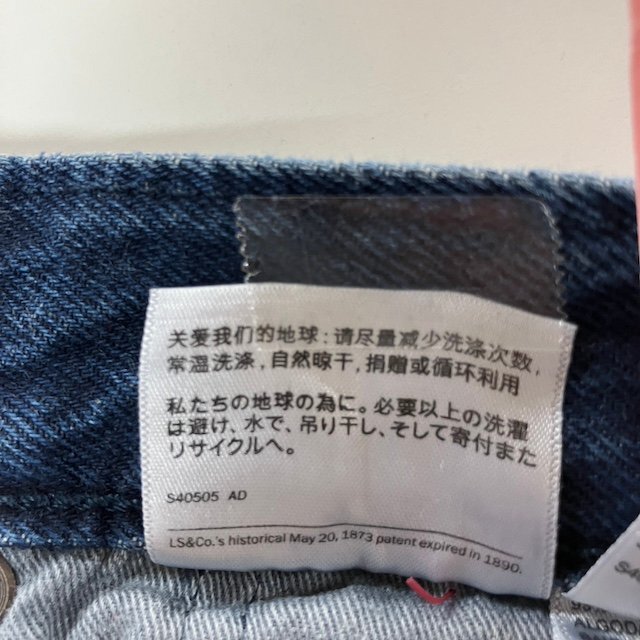 关爱我们的地球:请尽量减少洗涤次数,
常温洗涤,自然晾干,捐赠或循环利用
私たちの地球の為に。必要以上の洗濯
は避け、水で、吊り干し、そして寄付また
リサイクルへ。
S40505 AD
LS&Co.'s historical May 20, 1873 patent expired in 1890.